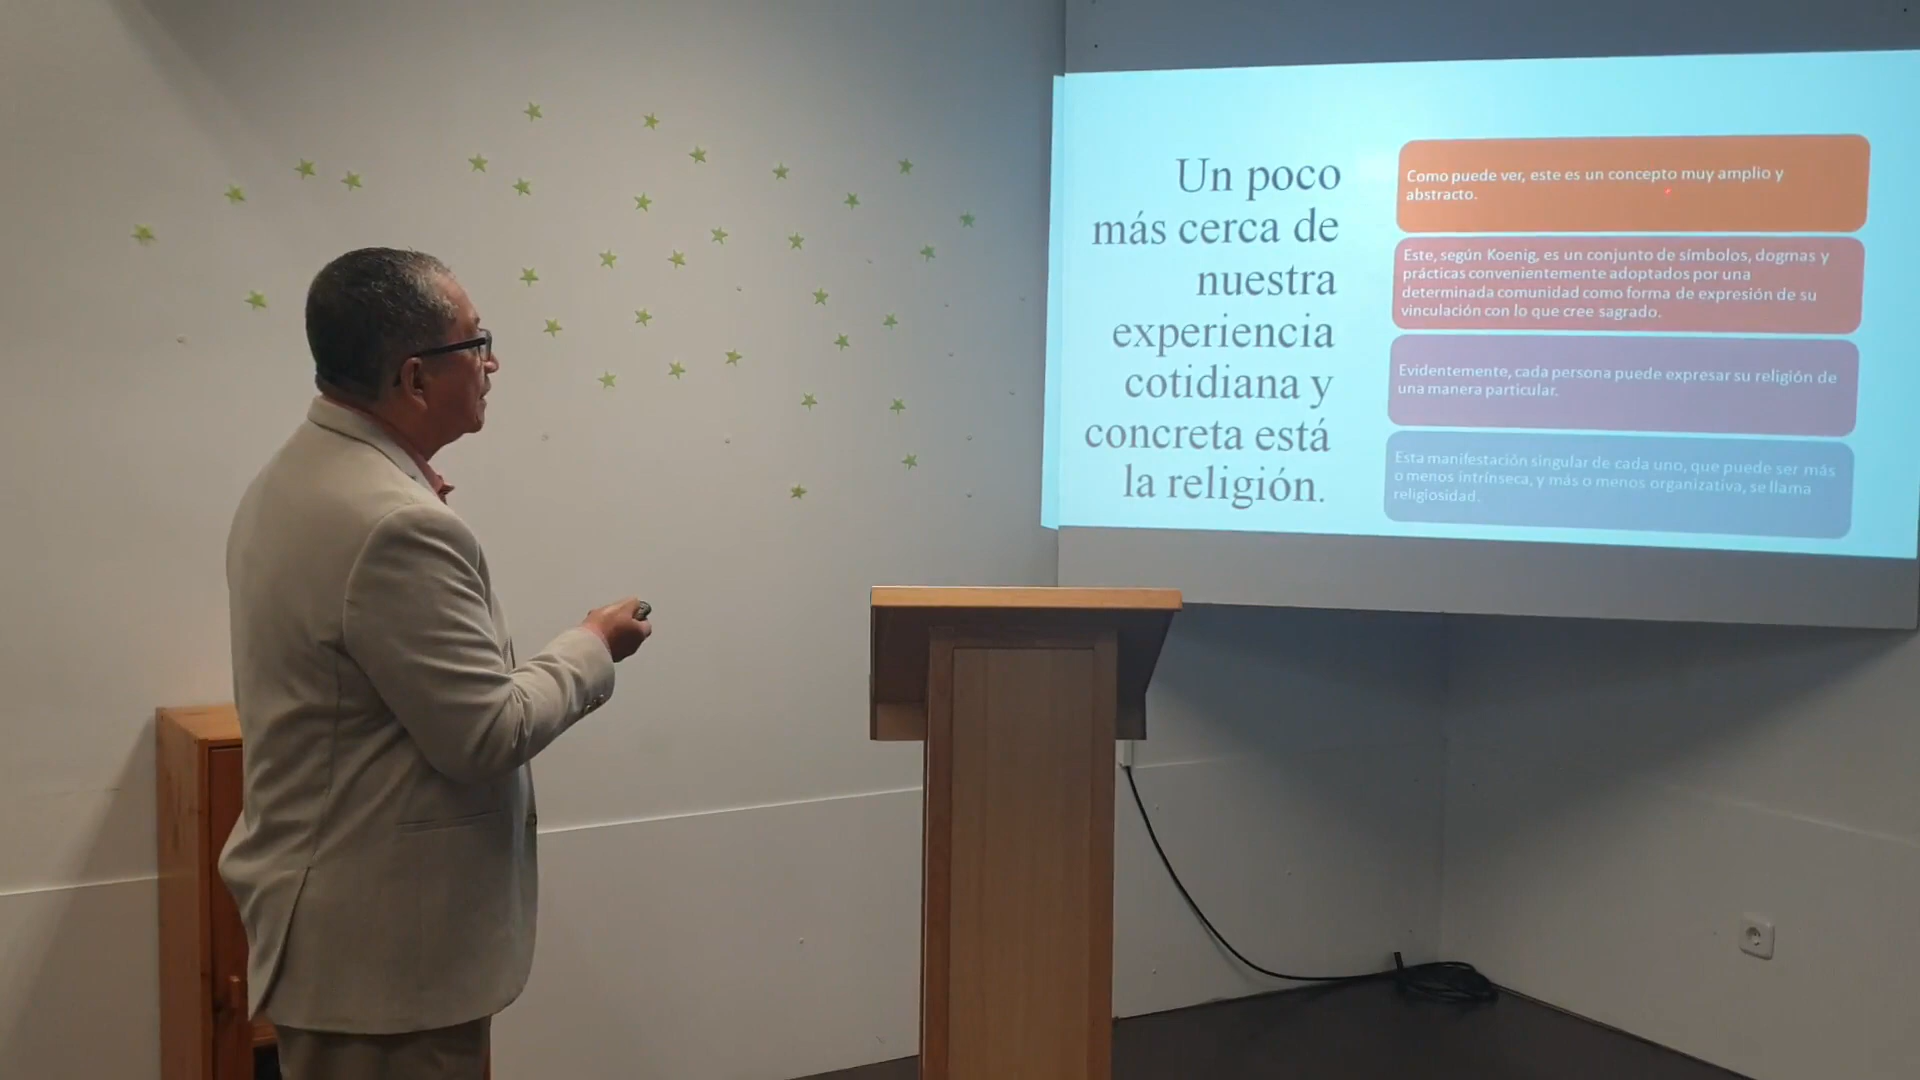 Un poco
más cerca de
nuestra
experiencia
cotidiana y
concreta está
la religión.
Como puede ver, este es un concepto muy amplio y
abstracto.
Este, según Koenig, es un conjunto de símbolos, dogmas y
prácticas convenientemente adoptados por una
determinada comunidad como forma de expresión de su
vinculación con lo que cree sagrado.
Evidentemente, cada persona puede expresar su religión de
una manera particular.
Esta manifestación singular de cada uno, que puede ser más
o menos intrínseca, y más o menos organizativa, se llama
religiosidad.